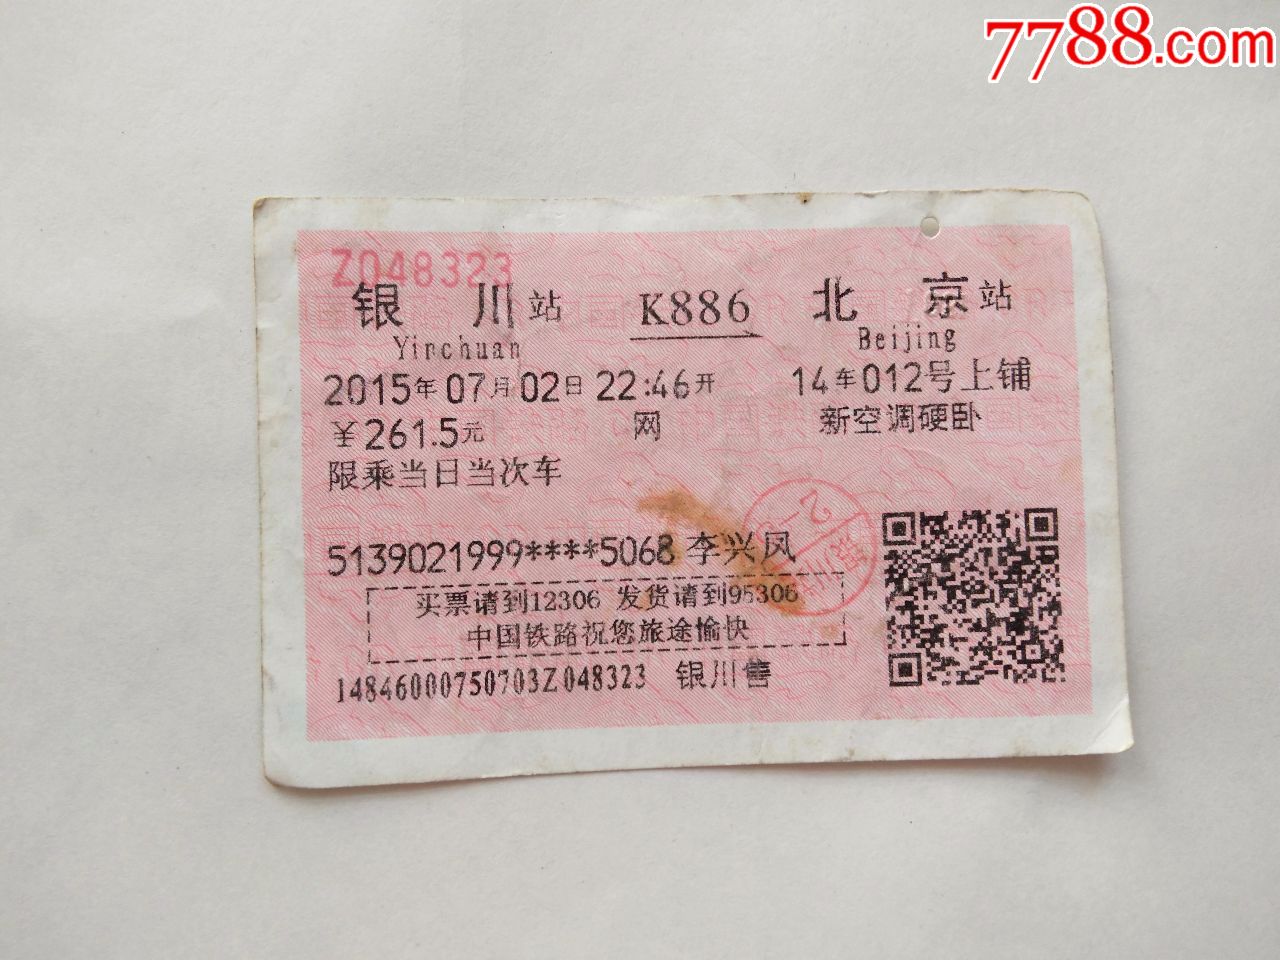 7788.com
Z048323
银川站 K886 北京站
Yinchuan Beijing
2015年07月02日22:46开 14车012号上铺
￥261.5元 网 新空调硬卧
限乘当日当次车
5139021999****5068李兴凤
买票请到12306 发货请到95306
中国铁路祝您旅途愉快
14846000750703Z048323 银川售